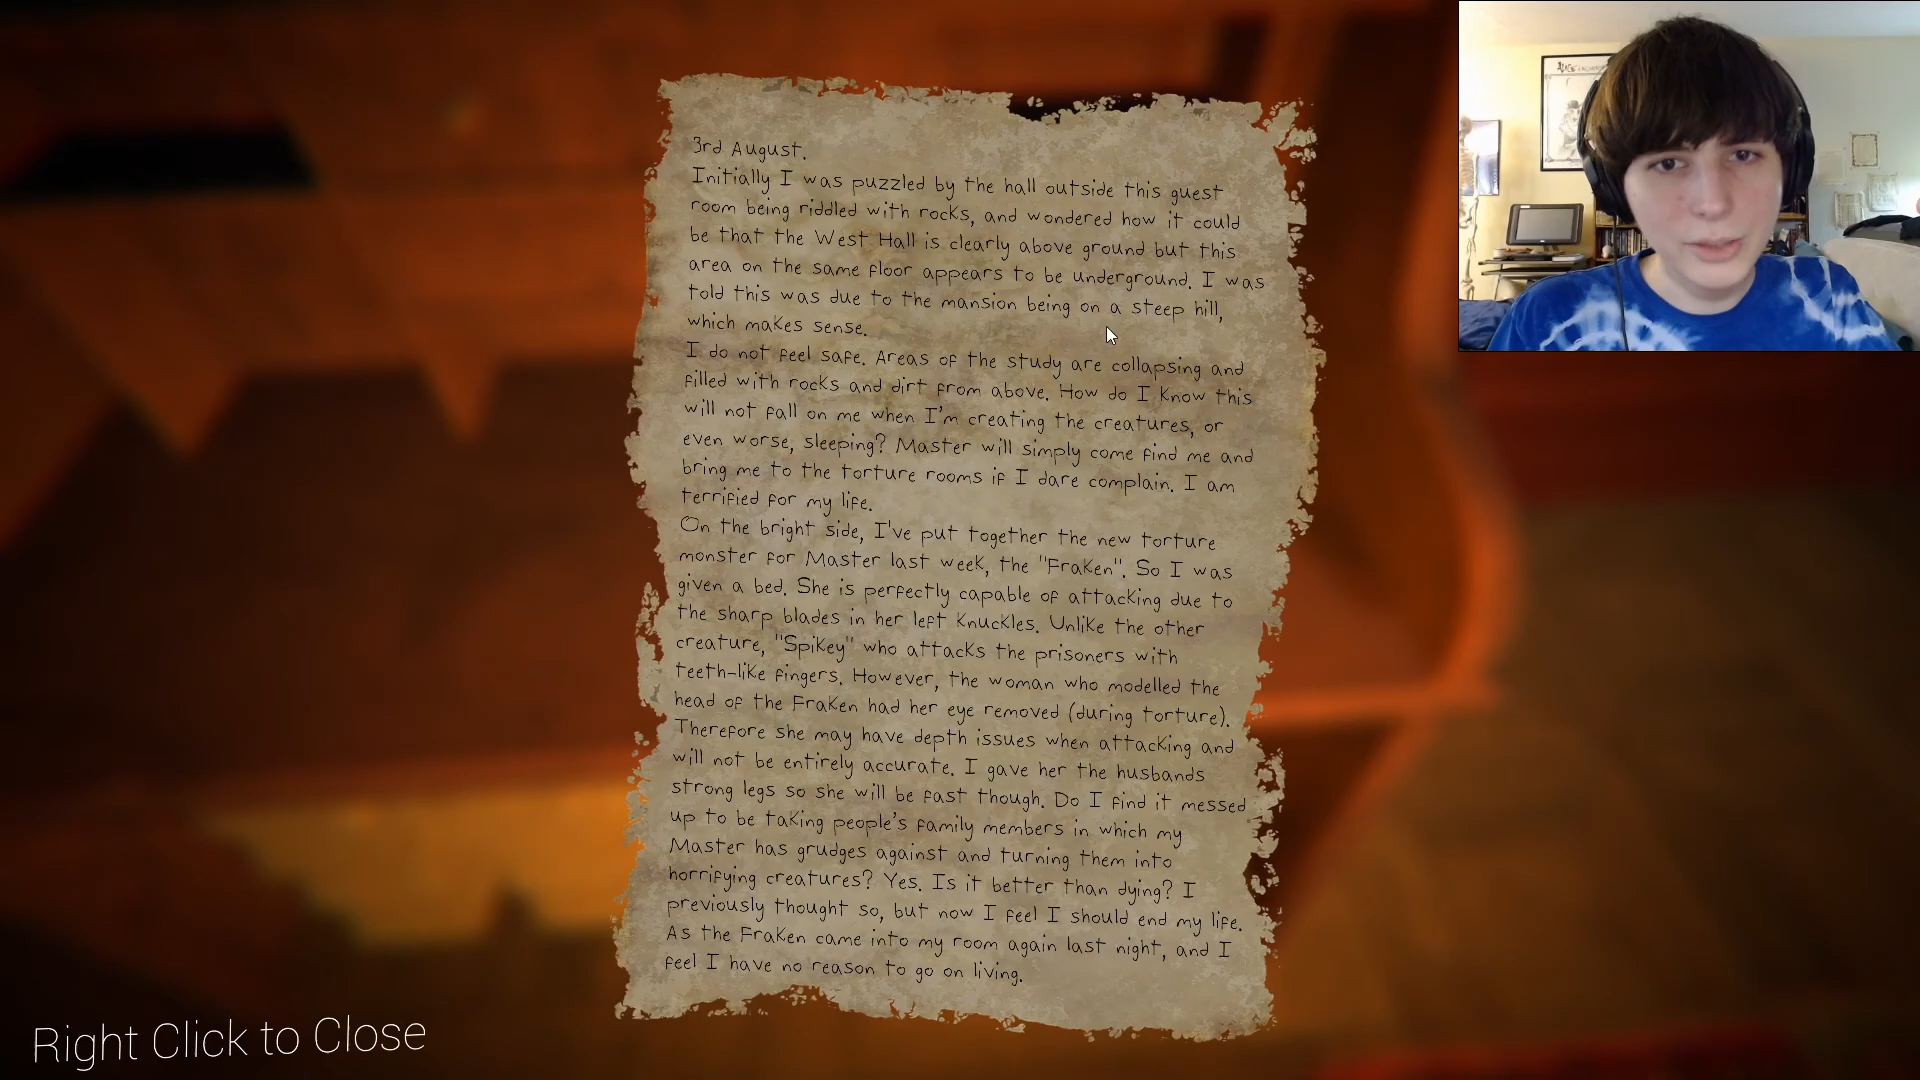 3rd August.
Initially I was puzzled by the hall outside this guest
room being riddled with rocks, and wondered how it could
be that the West Hall is clearly above ground but this
area on the same floor appears to be underground. I was
told this was due to the mansion being on a steep hill,
which makes sense.
I do not feel safe. Areas of the study are collapsing and
filled with rocks and dirt from above. How do I know this
will not fall on me when I'm creating the creatures, or
even worse, sleeping? Master will simply come find me and
bring me to the torture rooms if I dare complain. I am
terrified for my life.
On the bright side, I've put together the new torture
monster for Master last week, the "Fraken". So I was
given a bed. She is perfectly capable of attacking due to
the sharp blades in her left knuckles. Unlike the other
creature, "Spikey" who attacks the prisoners with
teeth-like fingers. However, the woman who modelled the
head of the Fraken had her eye removed (during torture).
Therefore she may have depth issues when attacking and
will not be entirely accurate. I gave her the husbands
strong legs so she will be fast though. Do I find it messed
up to be taking people's family members in which my
Master has grudges against and turning them into
horrifying creatures? Yes. Is it better than dying? I
previously thought so, but now I feel I should end my life.
As the Fraken came into my room again last night, and I
feel I have no reason to go on living.
Right Click to Close